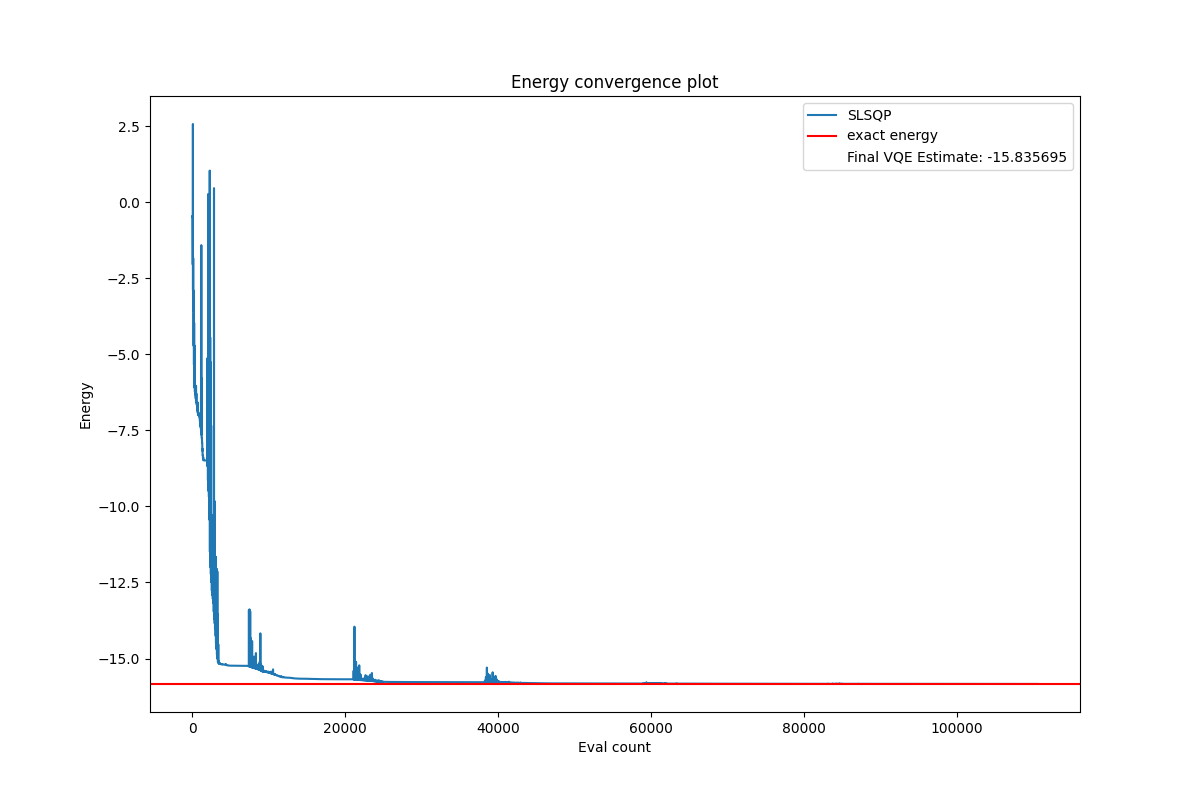 Energy convergence plot
SLSQP
exact energy
Final VQE Estimate: -15.835695
2.5
0.0
−2.5
−5.0
−7.5
−10.0
−12.5
−15.0
Energy
0 20000 40000 60000 80000 100000
Eval count